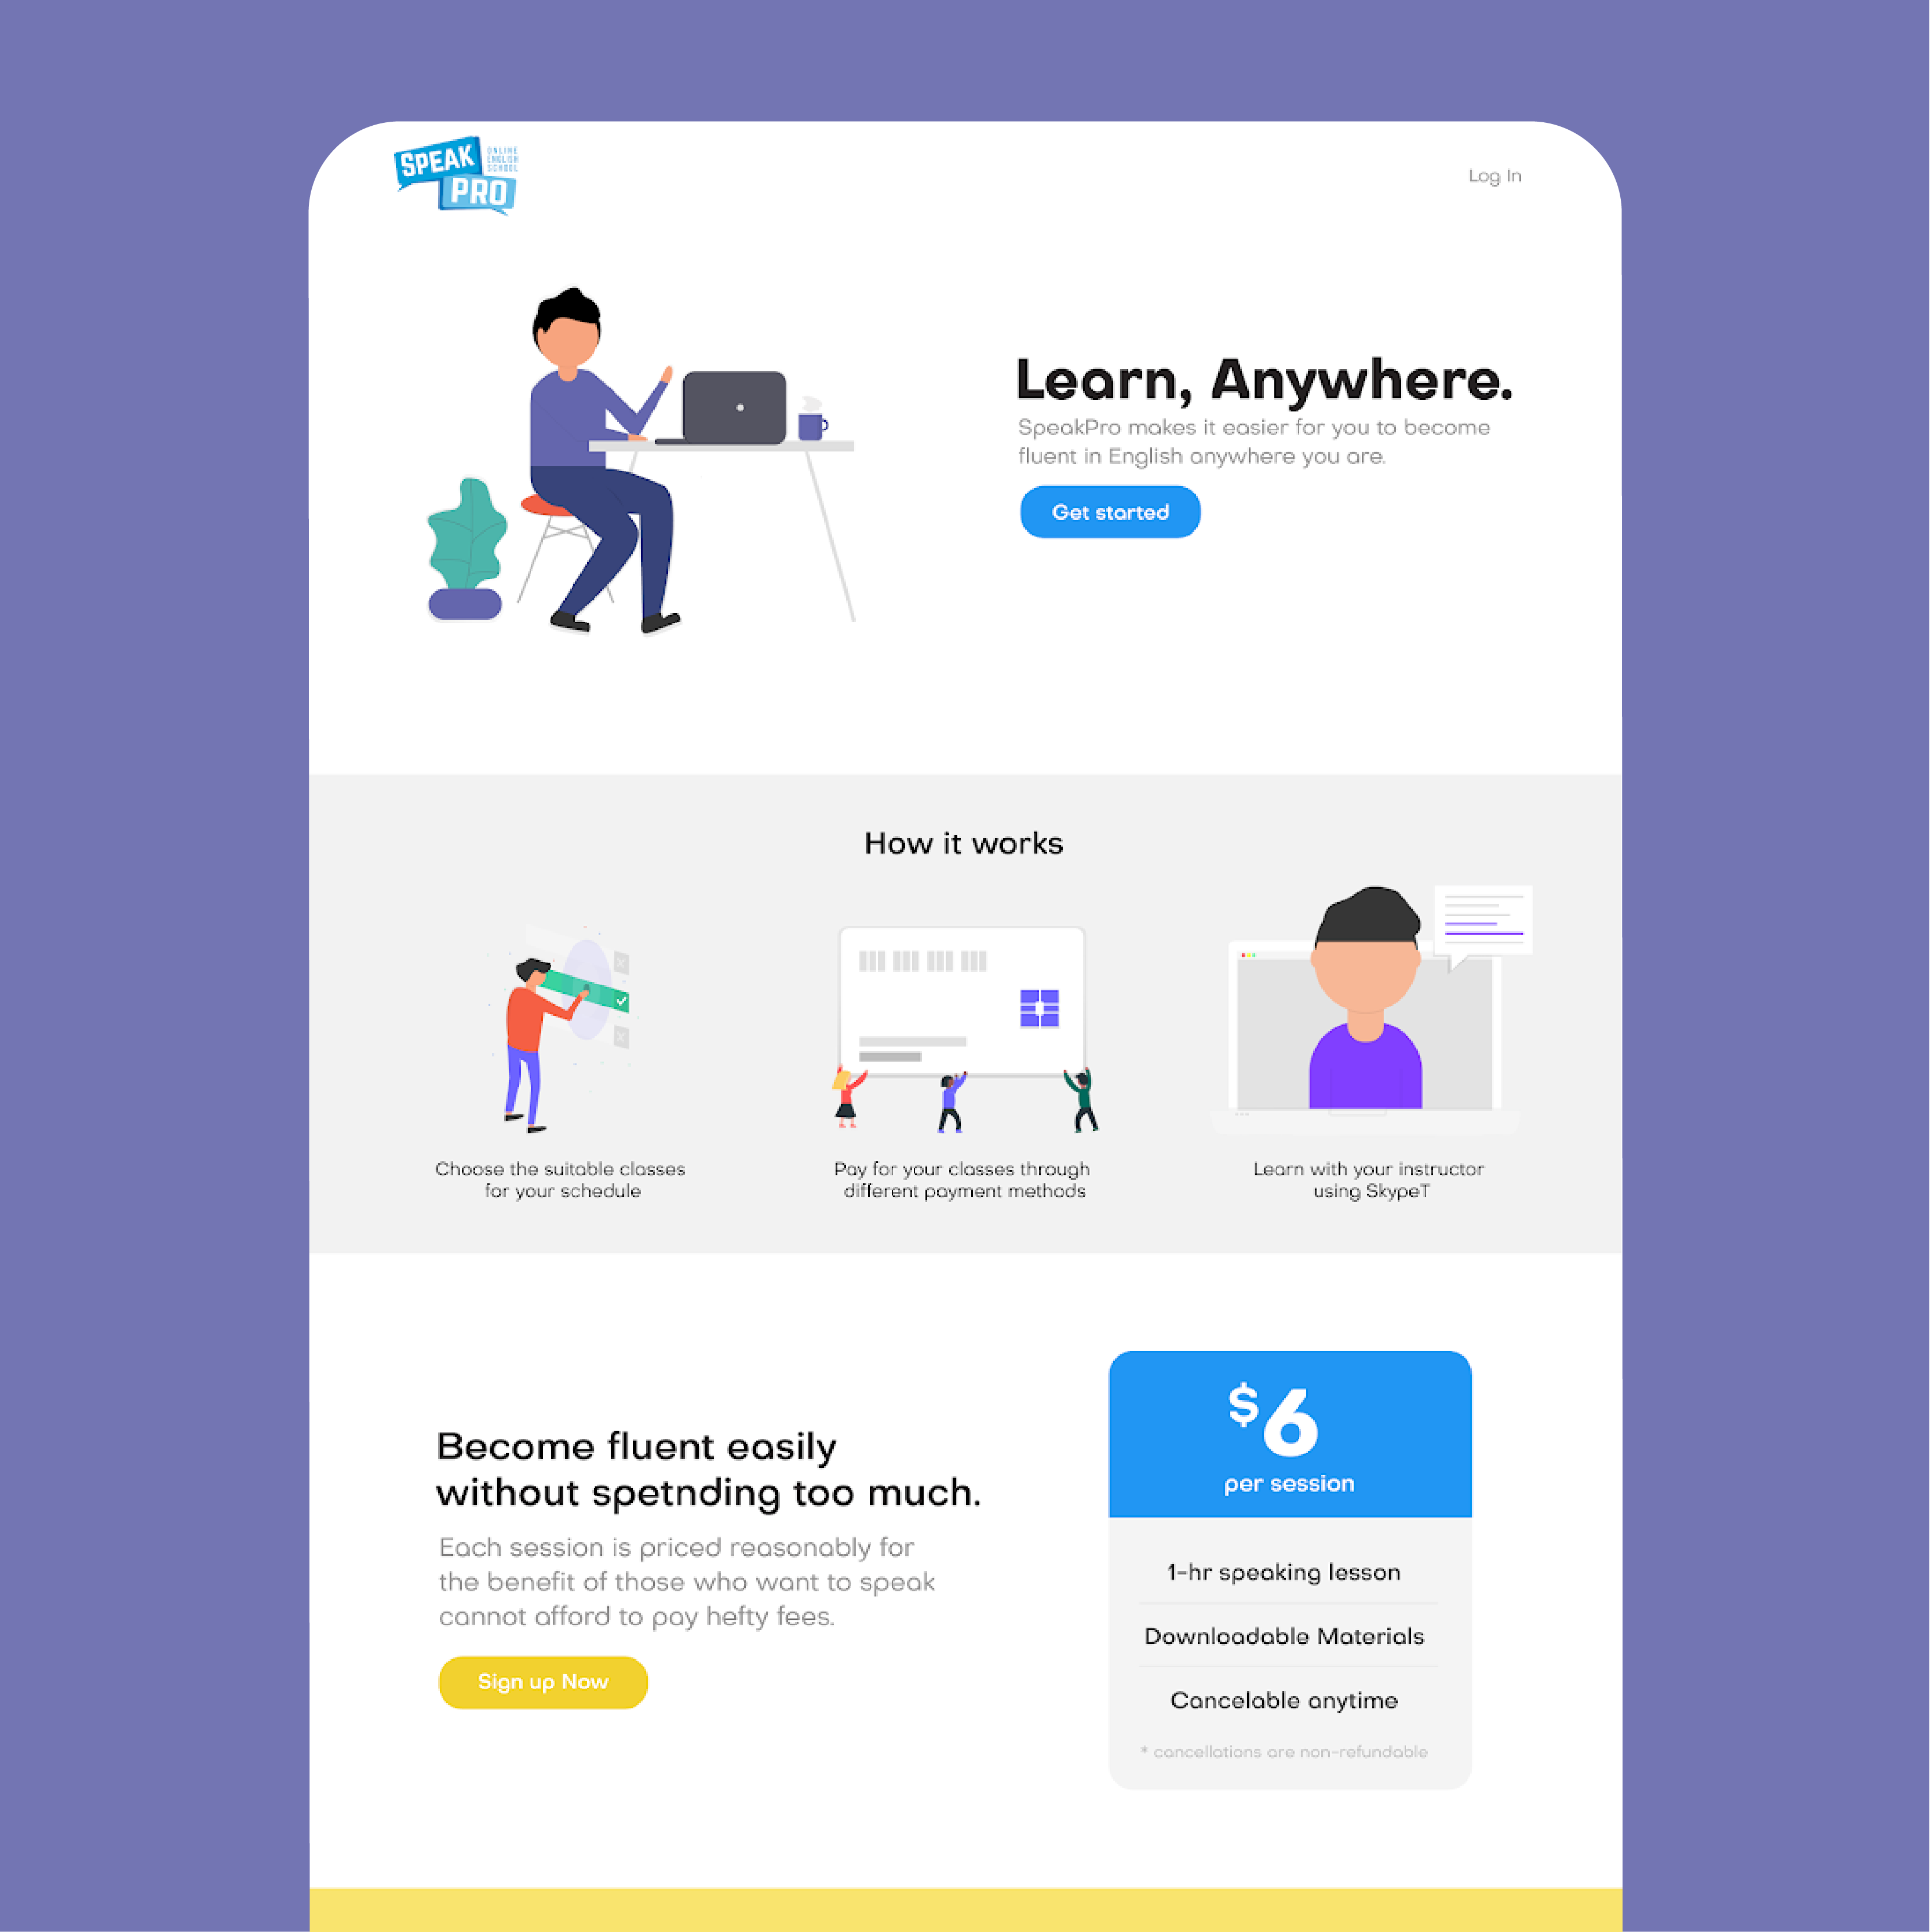 SPEAK
PRO
ONLINE
ENGLISH
SCHOOL
Log In
Learn, Anywhere.
SpeakPro makes it easier for you to become
fluent in English anywhere you are.
Get started
How it works
Choose the suitable classes
for your schedule
Pay for your classes through
different payment methods
Learn with your instructor
using SkypeT
Become fluent easily
without spetnding too much.
Each session is priced reasonably for
the benefit of those who want to speak
cannot afford to pay hefty fees.
Sign up Now
$6
per session
1-hr speaking lesson
Downloadable Materials
Cancelable anytime
* cancellations are non-refundable